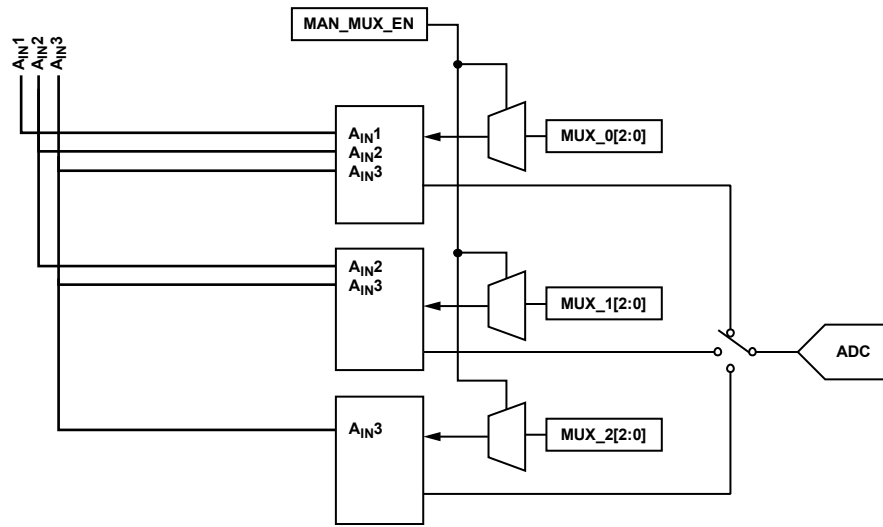 MAN_MUX_EN
AIN1
AIN2
AIN3
AIN1
AIN2
AIN3
MUX_0[2:0]
AIN2
AIN3
MUX_1[2:0]
ADC
AIN3
MUX_2[2:0]